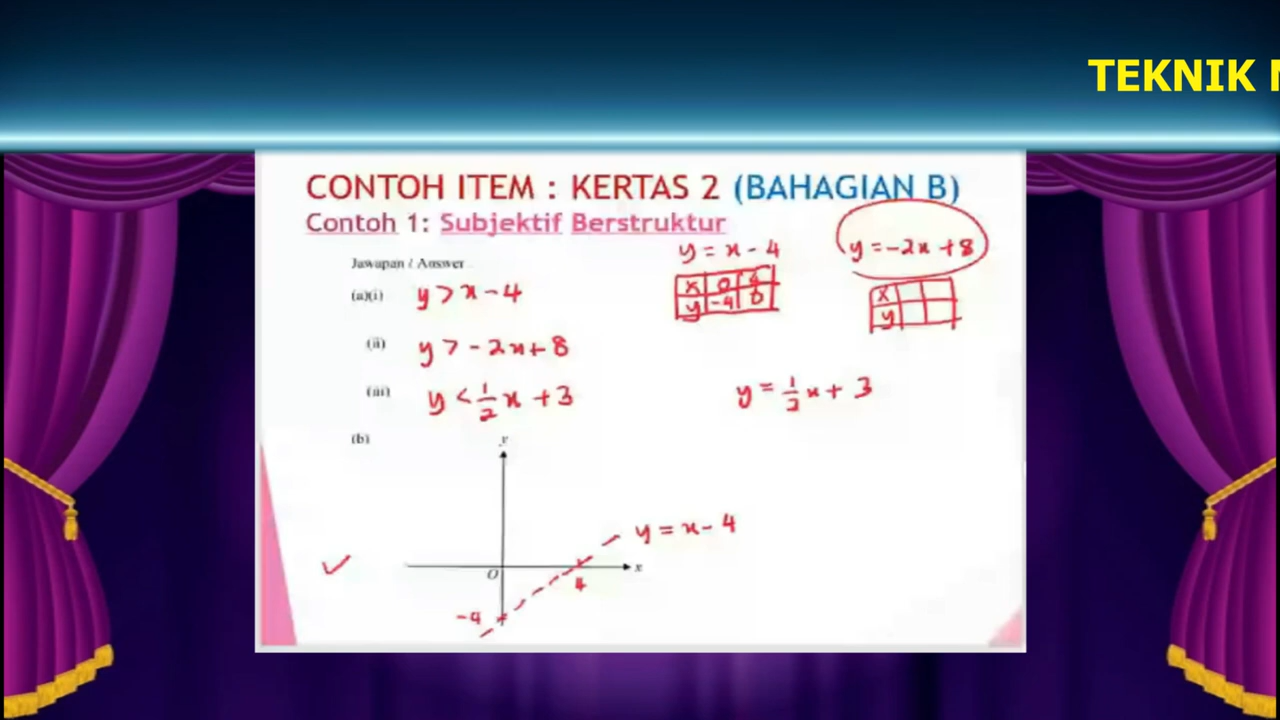 TEKNIK
CONTOH ITEM : KERTAS 2 (BAHAGIAN B)
Contoh 1: Subjektif Berstruktur
y = x - 4
y = -2x + 8
Jawapan / Answer
x 0 4
y -4 0
x
y
(a)(i) y > x - 4
(ii) y > -2x + 8
(iii) y < 1/2 x + 3
y = 1/2 x + 3
(b)
y
y = x - 4
O
x
4
-4